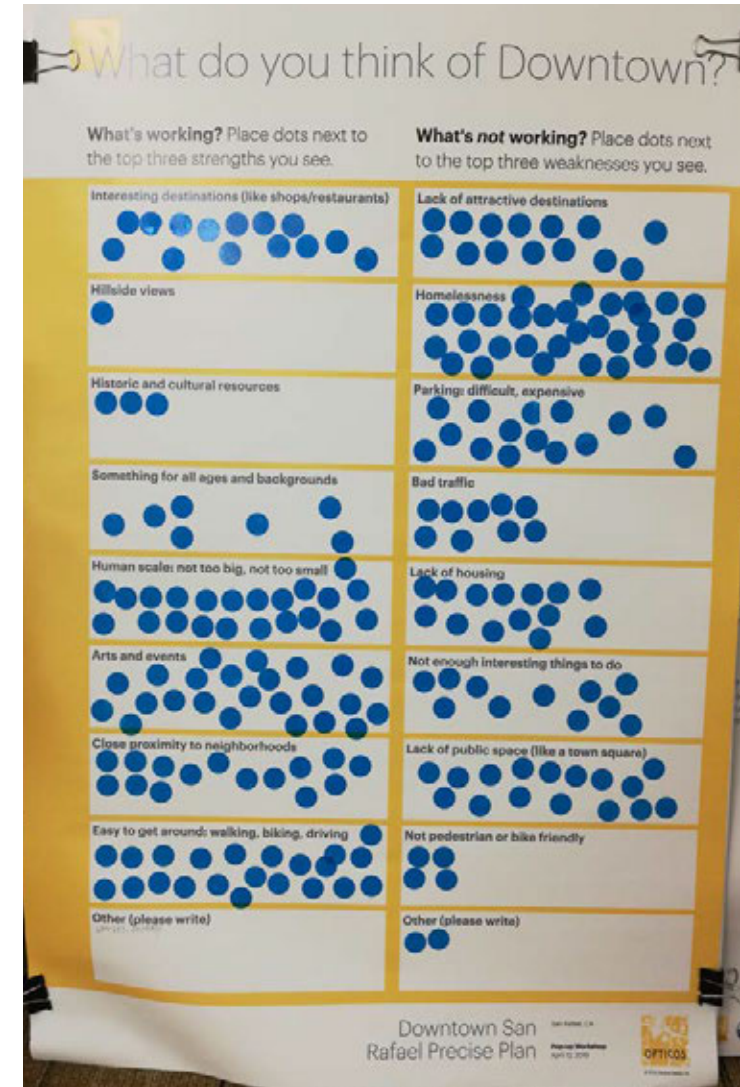 What do you think of Downtown?
What's working? Place dots next to
the top three strengths you see.
Interesting destinations (like shops/restaurants)
Hillside views
Historic and cultural resources
Something for all ages and backgrounds
Human scale: not too big, not too small
Arts and events
Close proximity to neighborhoods
Easy to get around: walking, biking, driving
Other (please write)
What's not working? Place dots next
to the top three weaknesses you see.
Lack of attractive destinations
Homelessness
Parking: difficult, expensive
Bad traffic
Lack of housing
Not enough interesting things to do
Lack of public space (like a town square)
Not pedestrian or bike friendly
Other (please write)
Downtown San
Rafael Precise Plan
San Rafael, CA
Pop-up Workshop
April 12, 2019
OPTICOS